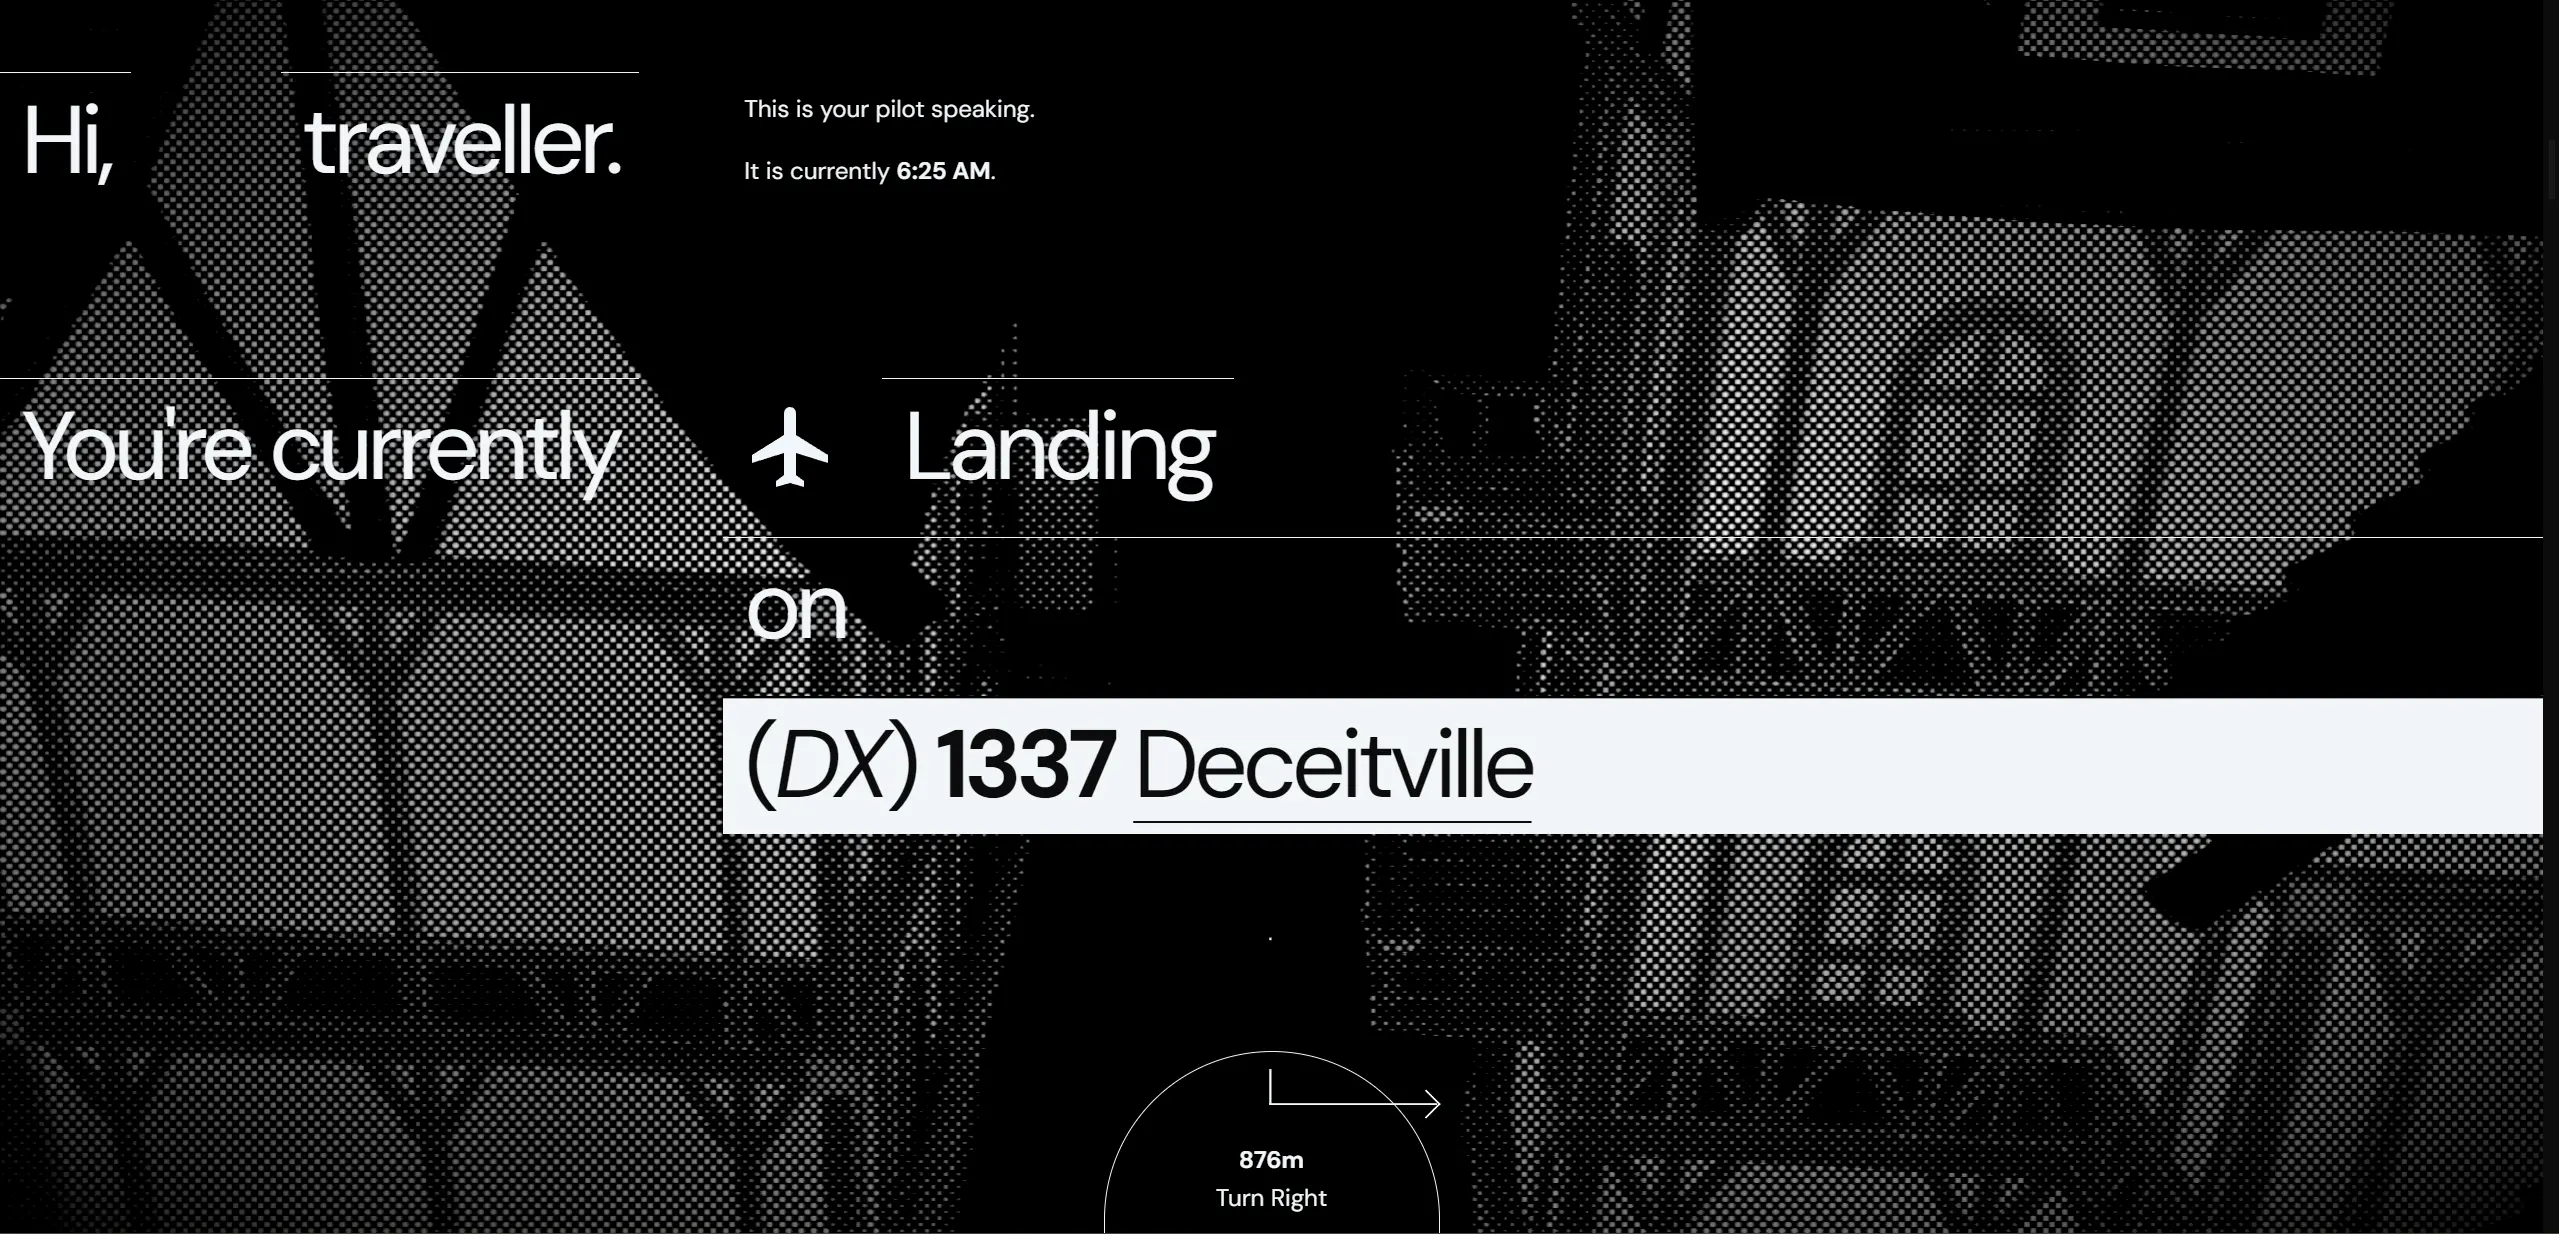 Hi, traveller.
This is your pilot speaking.
It is currently 6:25 AM.
You're currently Landing
on
(DX) 1337 Deceitville
876m
Turn Right